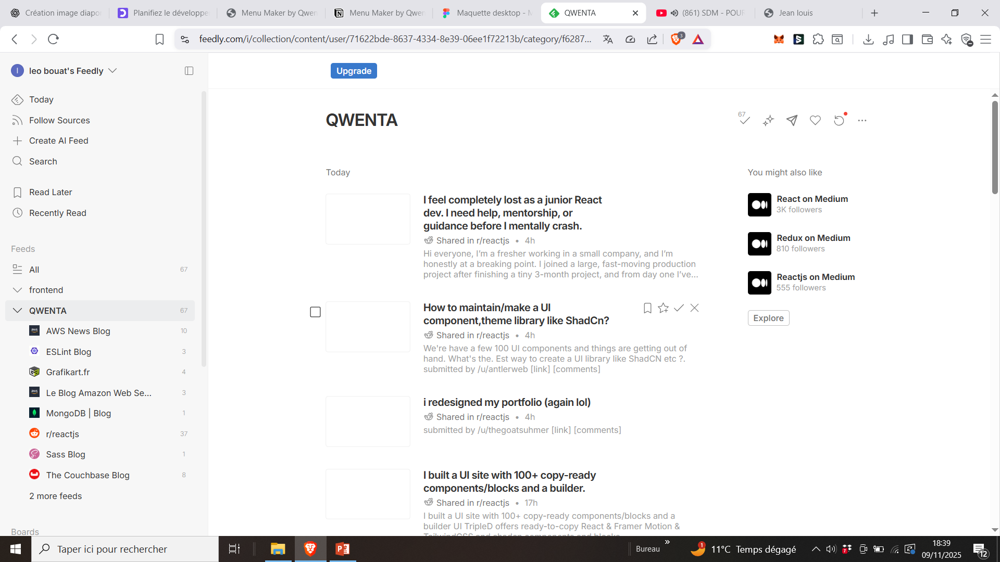 Création image diapo
Planifiez le développe
Menu Maker by Qwen
Menu Maker by Qwen
Maquette desktop - M
QWENTA
(861) SDM - POUR
Jean louis
feedly.com/i/collection/content/user/71622bde-8637-4334-8e39-06ee1f72213b/category/f6287...
3
l
leo bouat's Feedly
Upgrade
Today
Follow Sources
Create AI Feed
Search
Read Later
Recently Read
Feeds
All 67
frontend
QWENTA 67
AWS News Blog 10
ESLint Blog 3
Grafikart.fr 4
Le Blog Amazon Web Se... 3
MongoDB | Blog 1
r/reactjs 37
Sass Blog 1
The Couchbase Blog 8
2 more feeds
Boards
QWENTA
67
Today
I feel completely lost as a junior React
dev. I need help, mentorship, or
guidance before I mentally crash.
Shared in r/reactjs • 4h
Hi everyone, I'm a fresher working in a small company, and I'm
honestly at a breaking point. I joined a large, fast-moving production
project after finishing a tiny 3-month project, and from day one I've...
How to maintain/make a UI
component,theme library like ShadCn?
Shared in r/reactjs • 4h
We're have a few 100 UI components and things are getting out of
hand. What's the. Est way to create a UI library like ShadCN etc ?.
submitted by /u/antlerweb [link] [comments]
i redesigned my portfolio (again lol)
Shared in r/reactjs • 4h
submitted by /u/thegoatsuhmer [link] [comments]
I built a UI site with 100+ copy-ready
components/blocks and a builder.
Shared in r/reactjs • 17h
I built a UI site with 100+ copy-ready components/blocks and a
builder UI TripleD offers ready-to-copy React & Framer Motion &
TailwindCSS and shadcn components and blocks
You might also like
React on Medium
3K followers
Redux on Medium
810 followers
Reactjs on Medium
555 followers
Explore
Taper ici pour rechercher
Bureau
1
11°C Temps dégagé
18:39
09/11/2025
12